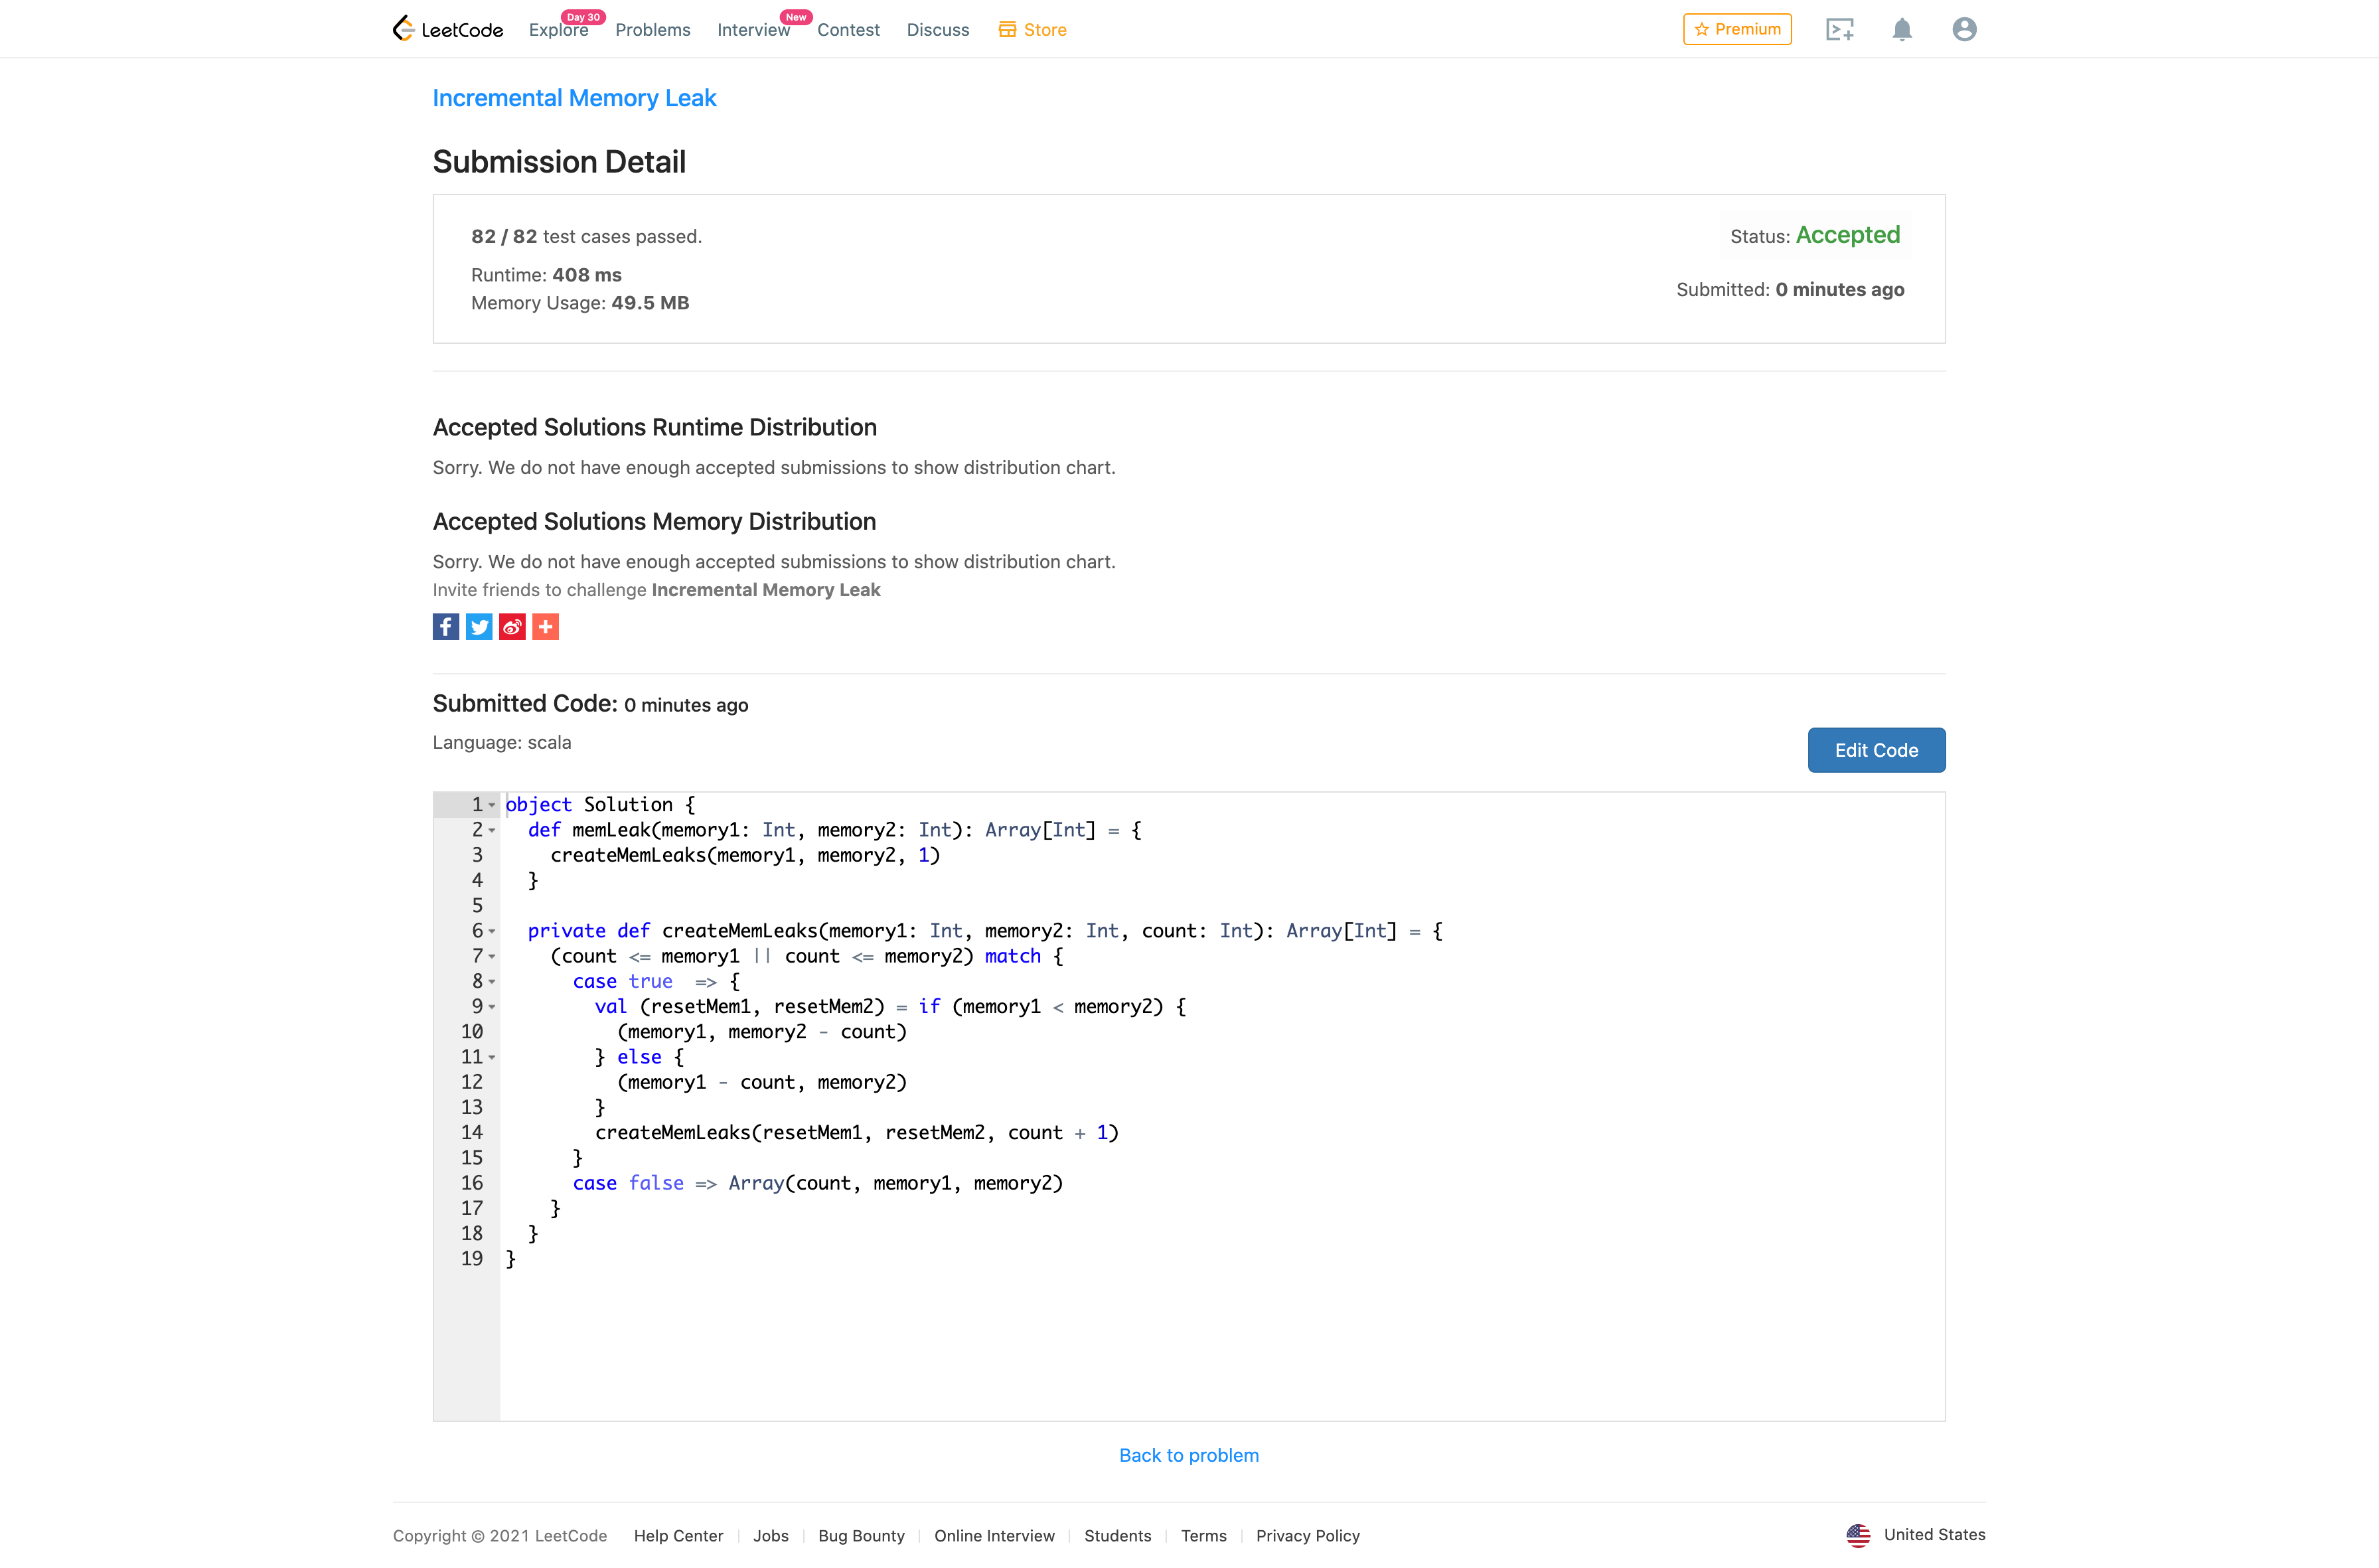 LeetCode
Explore
Day 30
Problems
Interview
New
Contest
Discuss
Store
Premium
Incremental Memory Leak
Submission Detail
82 / 82 test cases passed.
Status: Accepted
Runtime: 408 ms
Submitted: 0 minutes ago
Memory Usage: 49.5 MB
Accepted Solutions Runtime Distribution
Sorry. We do not have enough accepted submissions to show distribution chart.
Accepted Solutions Memory Distribution
Sorry. We do not have enough accepted submissions to show distribution chart.
Invite friends to challenge Incremental Memory Leak
Submitted Code: 0 minutes ago
Language: scala
Edit Code
1 object Solution {
2   def memLeak(memory1: Int, memory2: Int): Array[Int] = {
3     createMemLeaks(memory1, memory2, 1)
4   }
5
6   private def createMemLeaks(memory1: Int, memory2: Int, count: Int): Array[Int] = {
7     (count <= memory1 || count <= memory2) match {
8       case true  => {
9         val (resetMem1, resetMem2) = if (memory1 < memory2) {
10           (memory1, memory2 - count)
11         } else {
12           (memory1 - count, memory2)
13         }
14         createMemLeaks(resetMem1, resetMem2, count + 1)
15       }
16       case false => Array(count, memory1, memory2)
17     }
18   }
19 }
Back to problem
Copyright © 2021 LeetCode
Help Center
Jobs
Bug Bounty
Online Interview
Students
Terms
Privacy Policy
United States